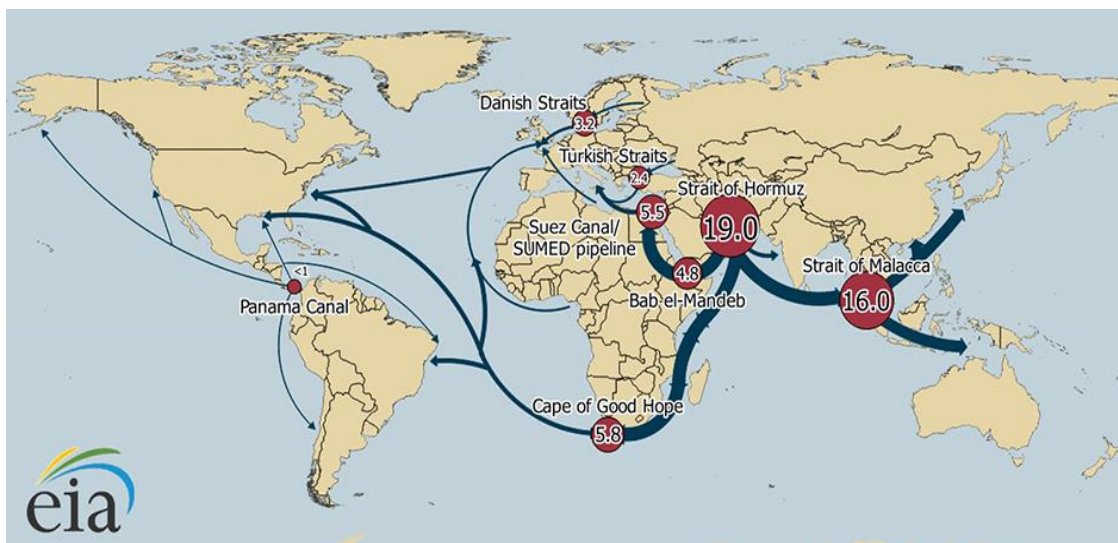 Danish Straits
3.2
Turkish Straits
2.4
Strait of Hormuz
19.0
5.5
Suez Canal/
SUMED pipeline
4.8
Bab el-Mandeb
Strait of Malacca
16.0
<1
Panama Canal
Cape of Good Hope
5.8
eia